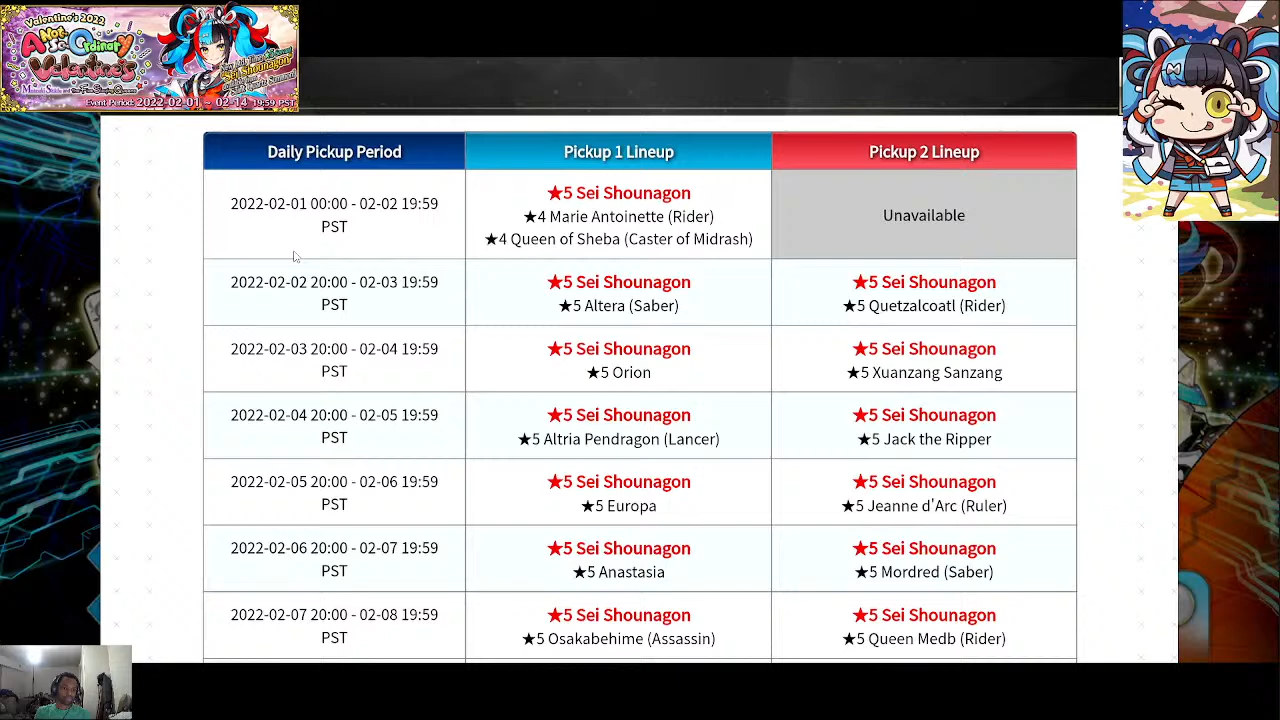 Valentine's 2022
A Not-So-Ordinary
Valentine's
Event Period: 2022-02-01 ~ 02-14 19:59 PST
Daily Pickup Period
Pickup 1 Lineup
Pickup 2 Lineup
2022-02-01 00:00 - 02-02 19:59
PST
★5 Sei Shounagon
★4 Marie Antoinette (Rider)
★4 Queen of Sheba (Caster of Midrash)
Unavailable
2022-02-02 20:00 - 02-03 19:59
PST
★5 Sei Shounagon
★5 Altera (Saber)
★5 Sei Shounagon
★5 Quetzalcoatl (Rider)
2022-02-03 20:00 - 02-04 19:59
PST
★5 Sei Shounagon
★5 Orion
★5 Sei Shounagon
★5 Xuanzang Sanzang
2022-02-04 20:00 - 02-05 19:59
PST
★5 Sei Shounagon
★5 Altria Pendragon (Lancer)
★5 Sei Shounagon
★5 Jack the Ripper
2022-02-05 20:00 - 02-06 19:59
PST
★5 Sei Shounagon
★5 Europa
★5 Sei Shounagon
★5 Jeanne d'Arc (Ruler)
2022-02-06 20:00 - 02-07 19:59
PST
★5 Sei Shounagon
★5 Anastasia
★5 Sei Shounagon
★5 Mordred (Saber)
2022-02-07 20:00 - 02-08 19:59
PST
★5 Sei Shounagon
★5 Osakabehime (Assassin)
★5 Sei Shounagon
★5 Queen Medb (Rider)